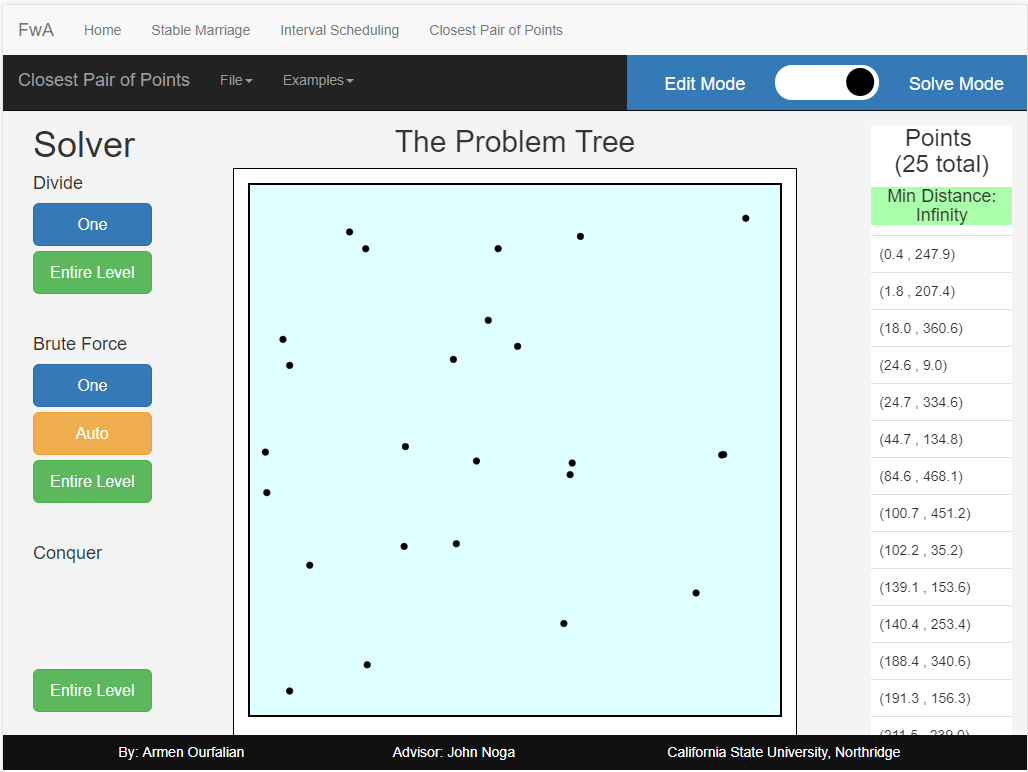 FwA Home Stable Marriage Interval Scheduling Closest Pair of Points
Closest Pair of Points File Examples Edit Mode Solve Mode
Solver
Divide
One
Entire Level
Brute Force
One
Auto
Entire Level
Conquer
Entire Level
The Problem Tree
Points
(25 total)
Min Distance:
Infinity
(0.4 , 247.9)
(1.8 , 207.4)
(18.0 , 360.6)
(24.6 , 9.0)
(24.7 , 334.6)
(44.7 , 134.8)
(84.6 , 468.1)
(100.7 , 451.2)
(102.2 , 35.2)
(139.1 , 153.6)
(140.4 , 253.4)
(188.4 , 340.6)
(191.3 , 156.3)
(211.5 , 239.0)
By: Armen Ourfalian Advisor: John Noga California State University, Northridge